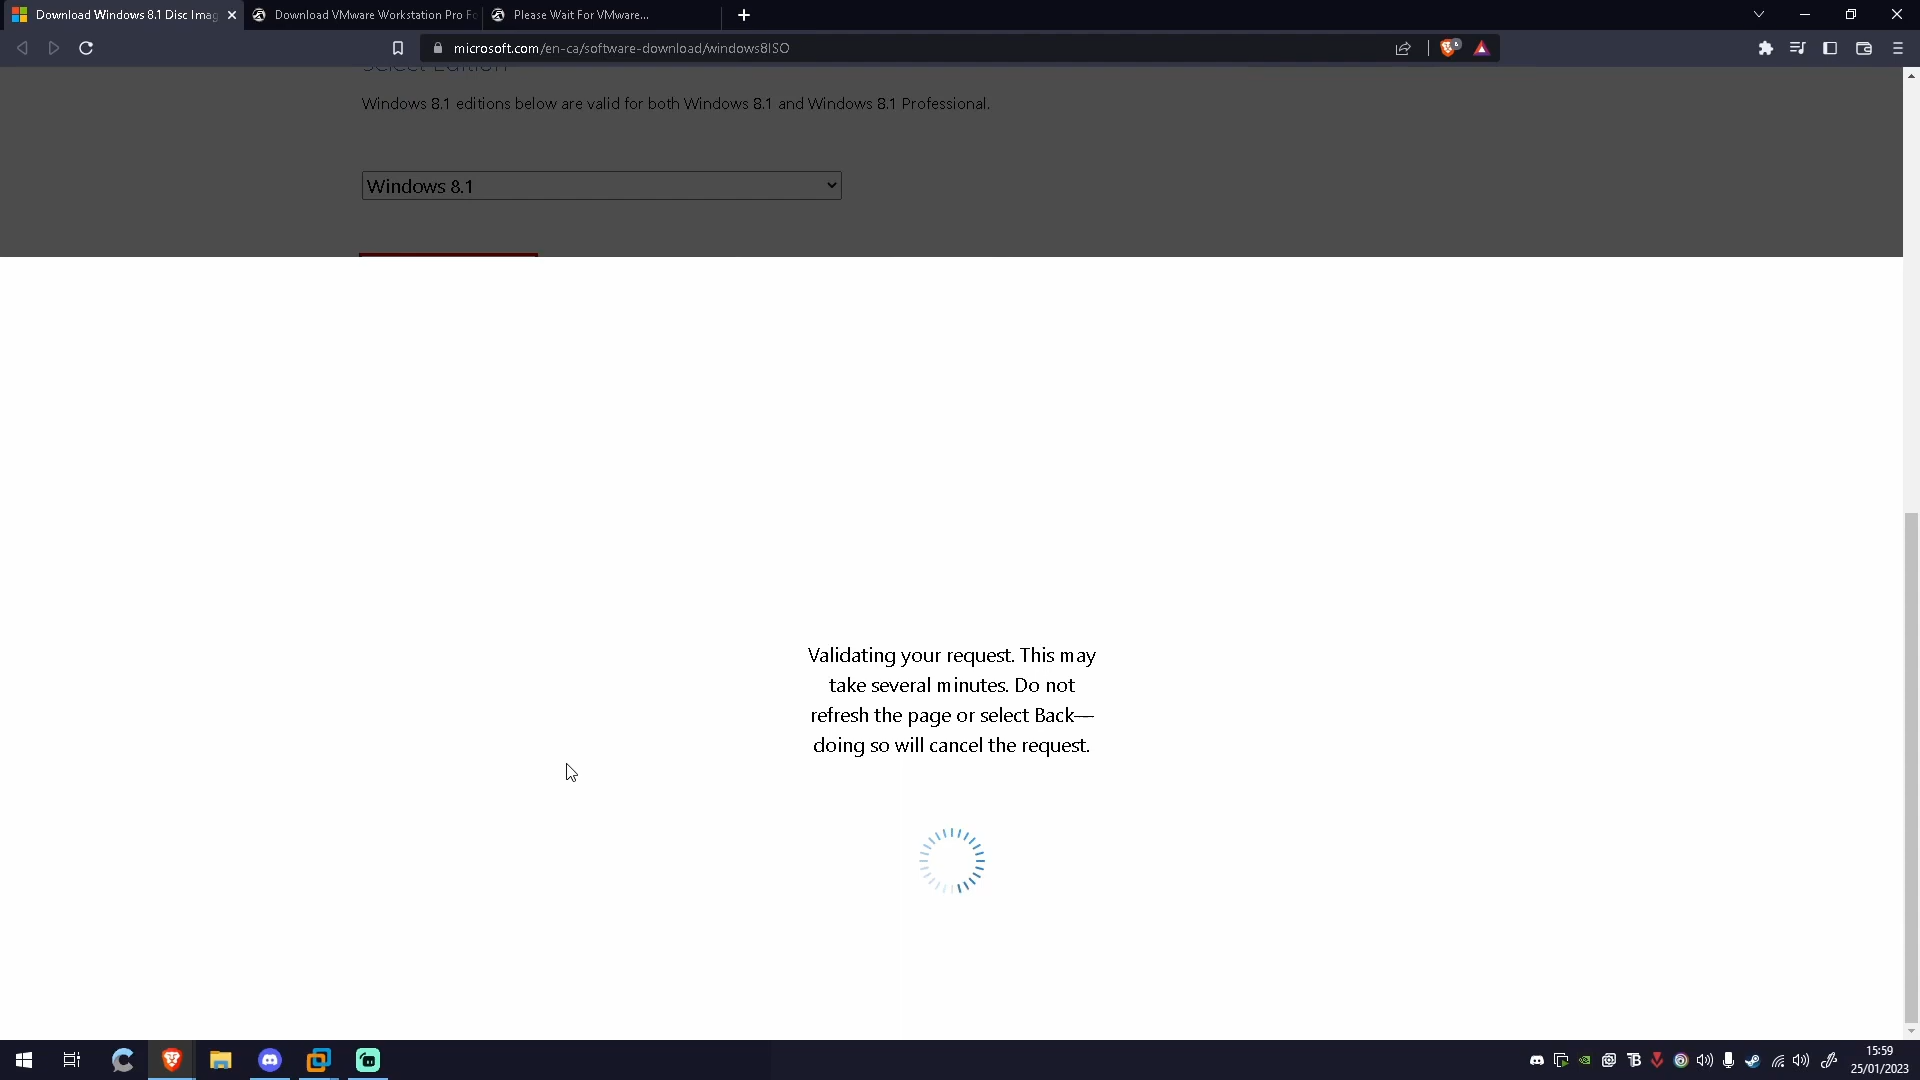 Download Windows 8.1 Disc Imag
Download VMware Workstation Pro Fo
Please Wait For VMware...
microsoft.com/en-ca/software-download/windows8ISO
Select Edition
Windows 8.1 editions below are valid for both Windows 8.1 and Windows 8.1 Professional.
Windows 8.1
Validating your request. This may
take several minutes. Do not
refresh the page or select Back—
doing so will cancel the request.
15:59
25/01/2023